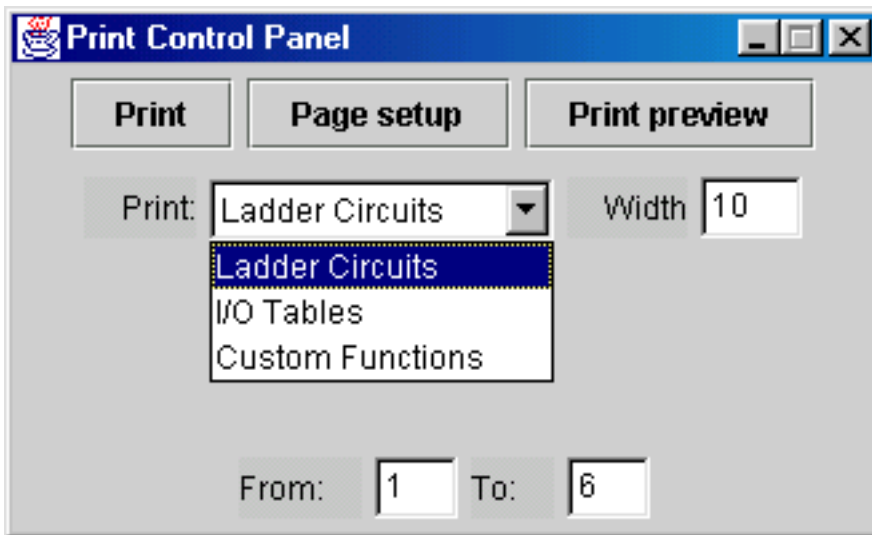 Print Control Panel
Print Page setup Print preview
Print: Ladder Circuits Width 10
Ladder Circuits
I/O Tables
Custom Functions
From: 1 To: 6